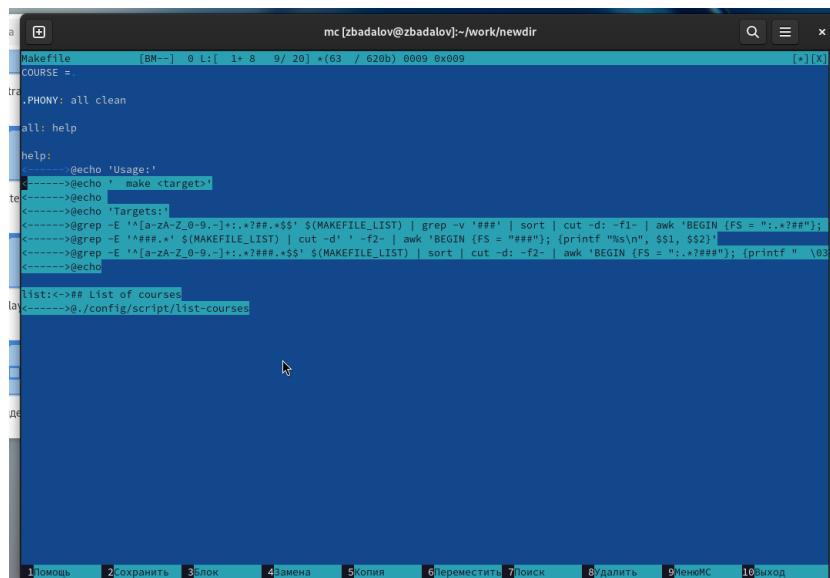 mc [zbadalov@zbadalov]:~/work/newdir
Makefile [BM--] 0 L:[ 1+ 8 9/ 20] *(63 / 620b) 0009 0x009 [*][X]
COURSE =.
.PHONY: all clean
all: help
help:
<------>@echo 'Usage:'
<------>@echo ' make <target>'
<------>@echo
<------>@echo 'Targets:'
<------>@grep -E '^[a-zA-Z_0-9.-]+:.*?##.*$$' $(MAKEFILE_LIST) | grep -v '###' | sort | cut -d: -f1- | awk 'BEGIN {FS = ":.*?##"};
<------>@grep -E '^###.*' $(MAKEFILE_LIST) | cut -d' ' -f2- | awk 'BEGIN {FS = "###"}; {printf "%s\n", $$1, $$2}'
<------>@grep -E '^[a-zA-Z_0-9.-]+:.*?###.*$$' $(MAKEFILE_LIST) | sort | cut -d: -f2- | awk 'BEGIN {FS = ":.*?###"}; {printf " \03
<------>@echo
list:<->## List of courses
<------>@./config/script/list-courses
1Помощь 2Сохранить 3Блок 4Замена 5Копия 6Переместить 7Поиск 8Удалить 9МенюMC 10Выход